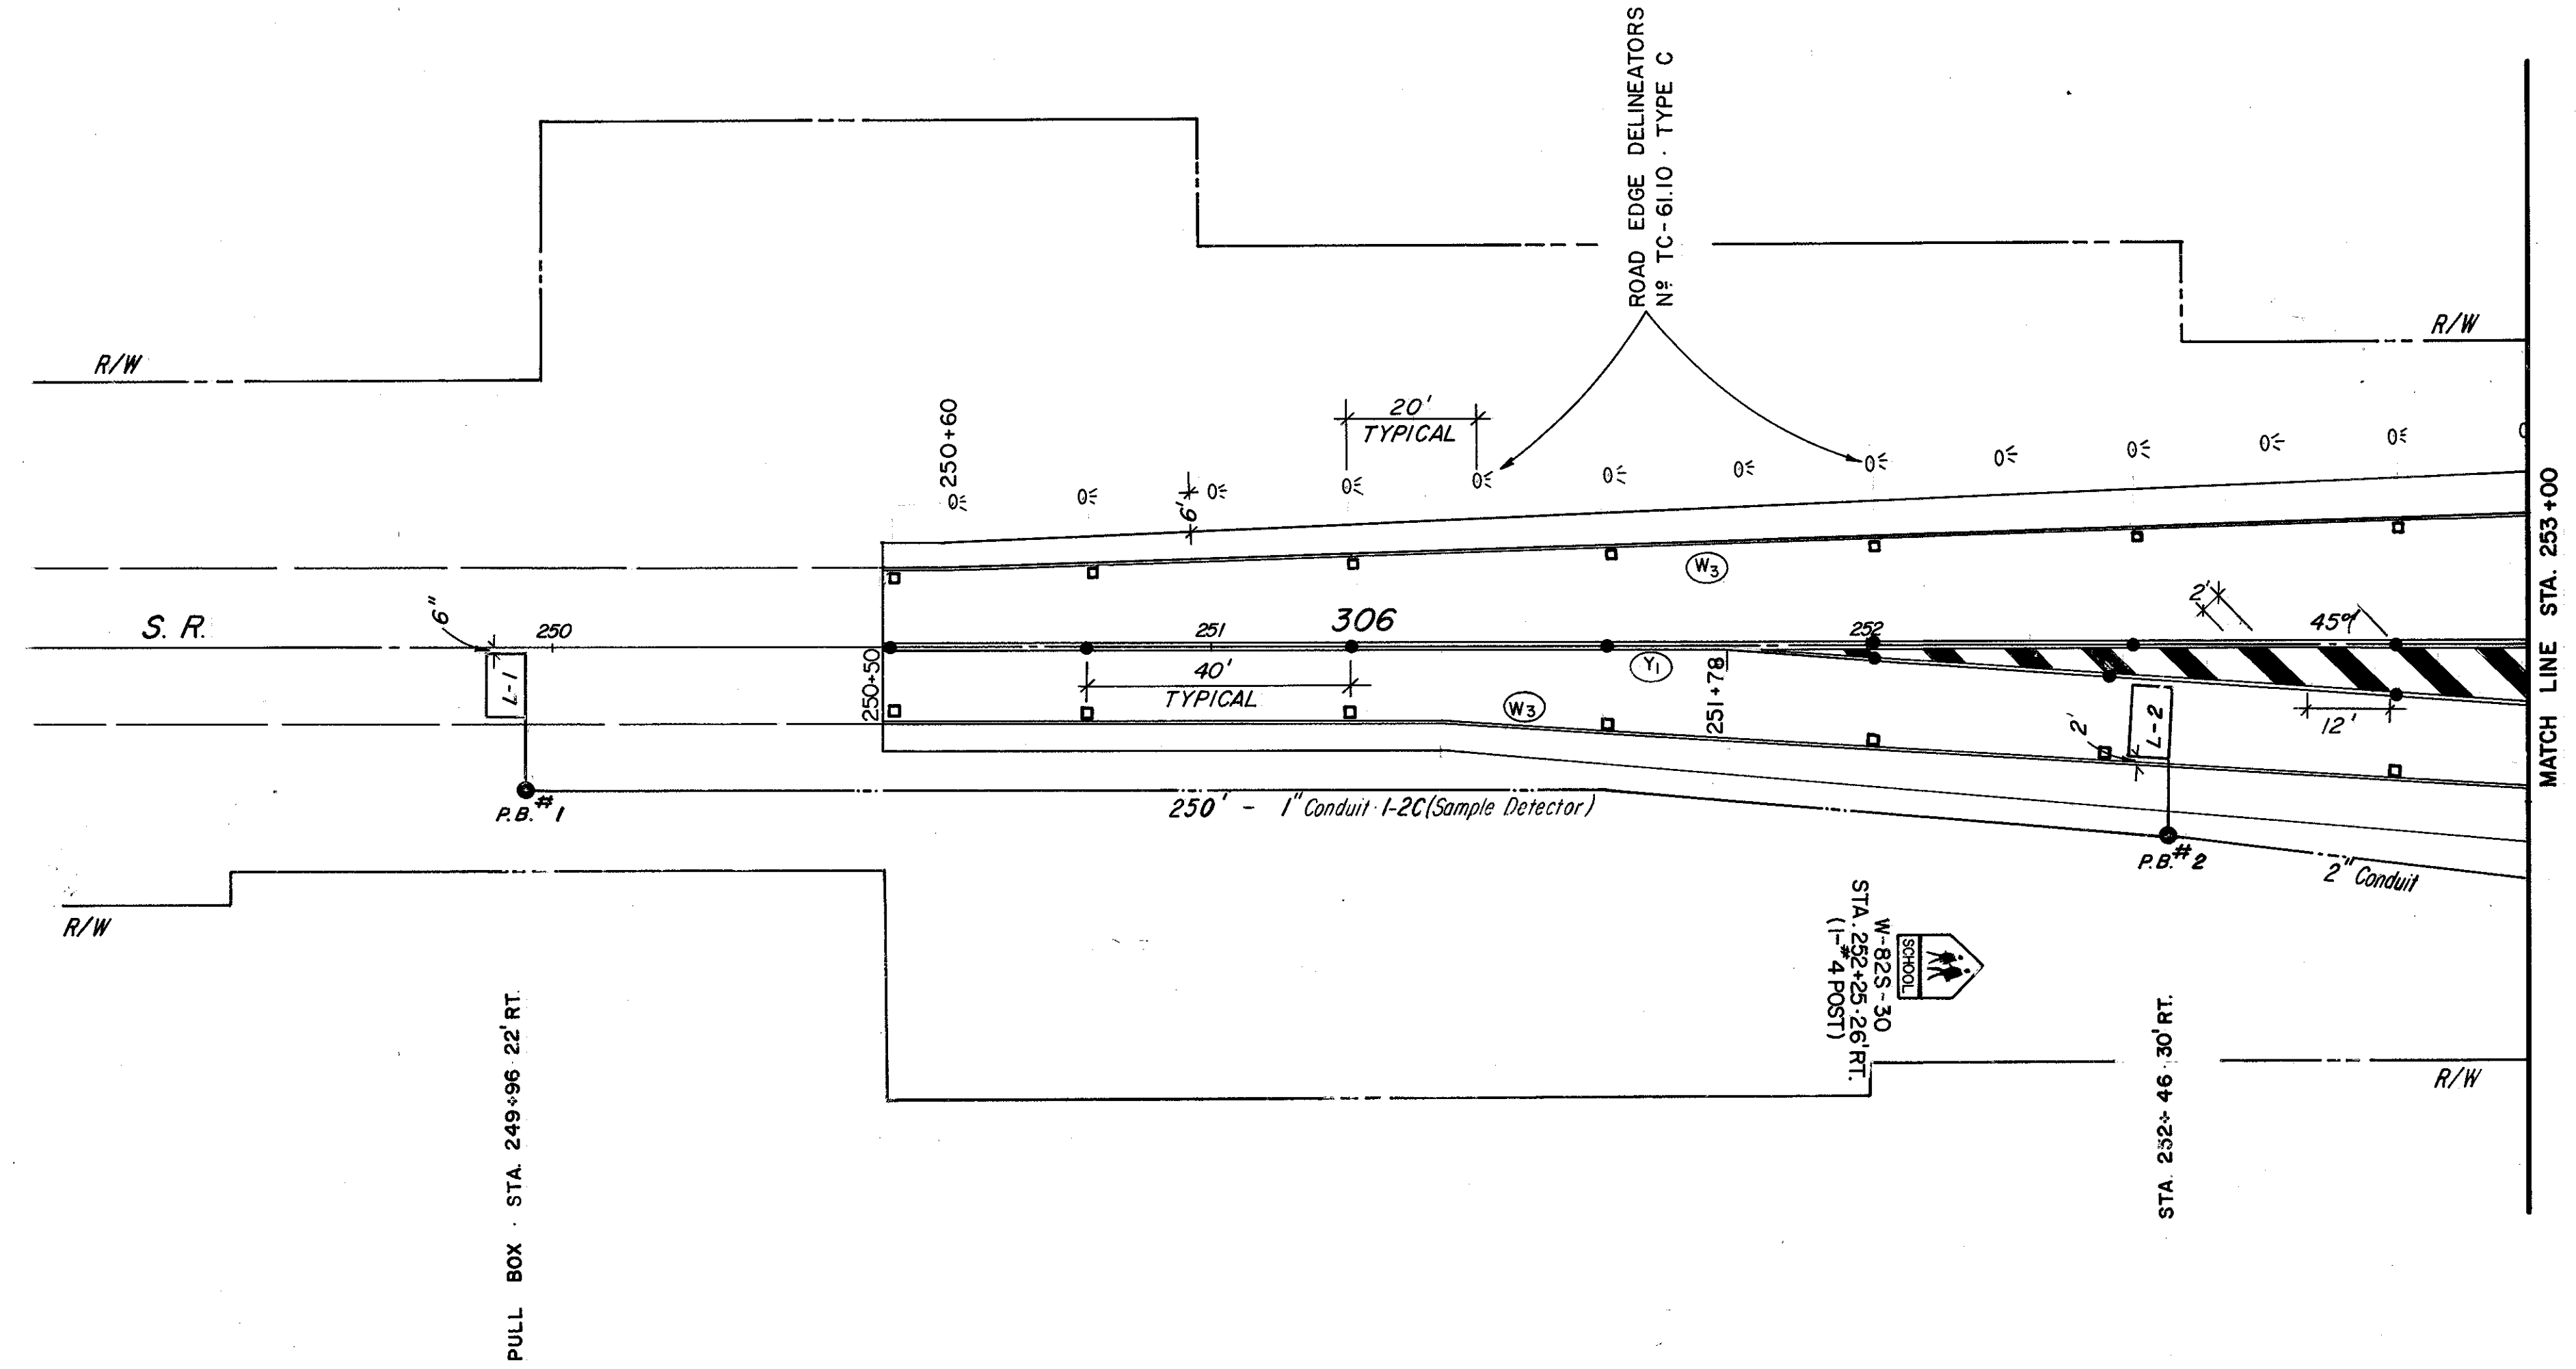 ROAD EDGE DELINEATORS
Nº TC-61.10 · TYPE C
R/W
R/W
250+60
20'
TYPICAL
6'
W3
S. R.
6"
250
251
306
252
2'
45°
MATCH LINE STA. 253+00
L-1
250+50
40'
TYPICAL
Y1
251+78
W3
2'
L-2
12'
P.B.#1
250' - 1" Conduit · 1-2C (Sample Detector)
P.B.#2
2" Conduit
R/W
W-82S-30
STA. 252+25·26' RT.
(1-#4 POST)
SCHOOL
R/W
PULL BOX · STA. 249+96·22' RT.
STA. 252+46·30' RT.